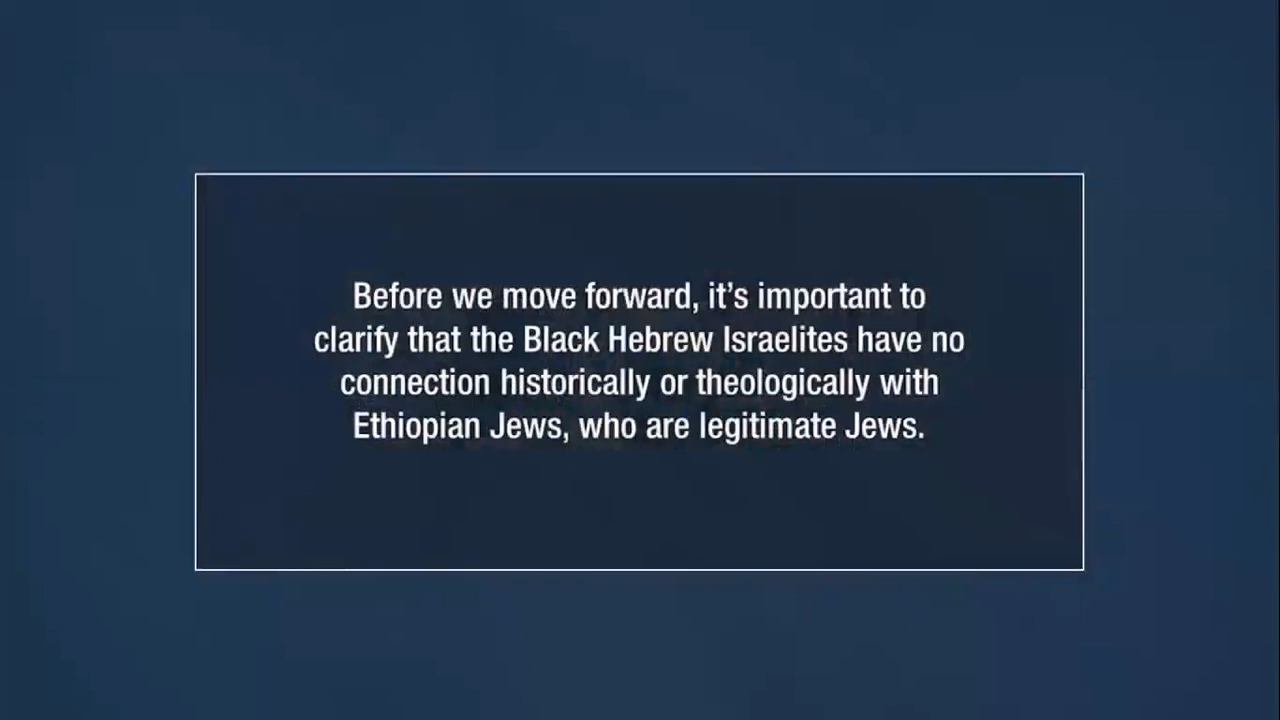 Before we move forward, it's important to
clarify that the Black Hebrew Israelites have no
connection historically or theologically with
Ethiopian Jews, who are legitimate Jews.